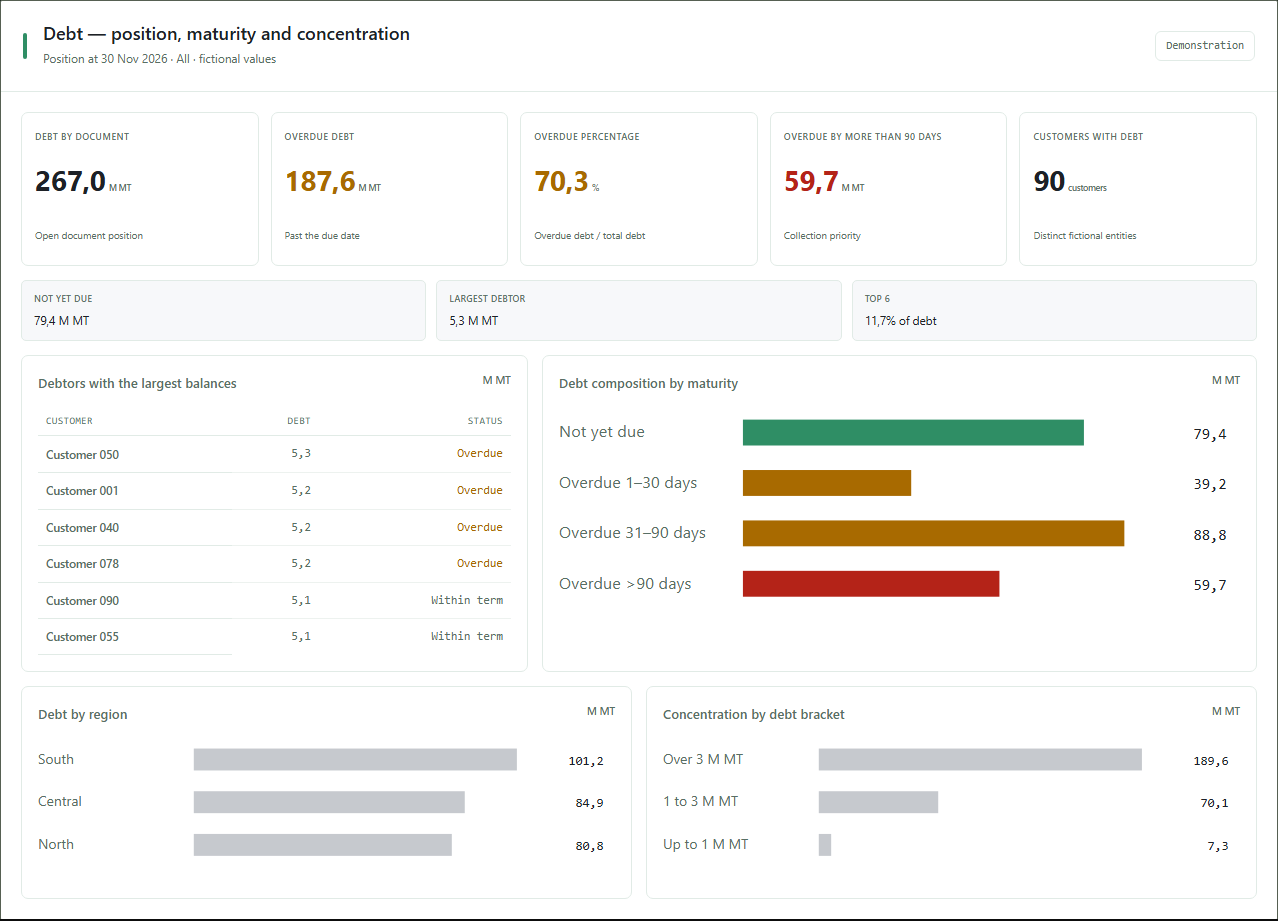 Debt — position, maturity and concentration
Position at 30 Nov 2026 · All · fictional values
Demonstration
DEBT BY DOCUMENT
267,0 M MT
Open document position
OVERDUE DEBT
187,6 M MT
Past the due date
OVERDUE PERCENTAGE
70,3 %
Overdue debt / total debt
OVERDUE BY MORE THAN 90 DAYS
59,7 M MT
Collection priority
CUSTOMERS WITH DEBT
90 customers
Distinct fictional entities
NOT YET DUE
79,4 M MT
LARGEST DEBTOR
5,3 M MT
TOP 6
11,7% of debt
Debtors with the largest balances M MT
CUSTOMER DEBT STATUS
Customer 050 5,3 Overdue
Customer 001 5,2 Overdue
Customer 040 5,2 Overdue
Customer 078 5,2 Overdue
Customer 090 5,1 Within term
Customer 055 5,1 Within term
Debt composition by maturity M MT
Not yet due 79,4
Overdue 1–30 days 39,2
Overdue 31–90 days 88,8
Overdue >90 days 59,7
Debt by region M MT
South 101,2
Central 84,9
North 80,8
Concentration by debt bracket M MT
Over 3 M MT 189,6
1 to 3 M MT 70,1
Up to 1 M MT 7,3